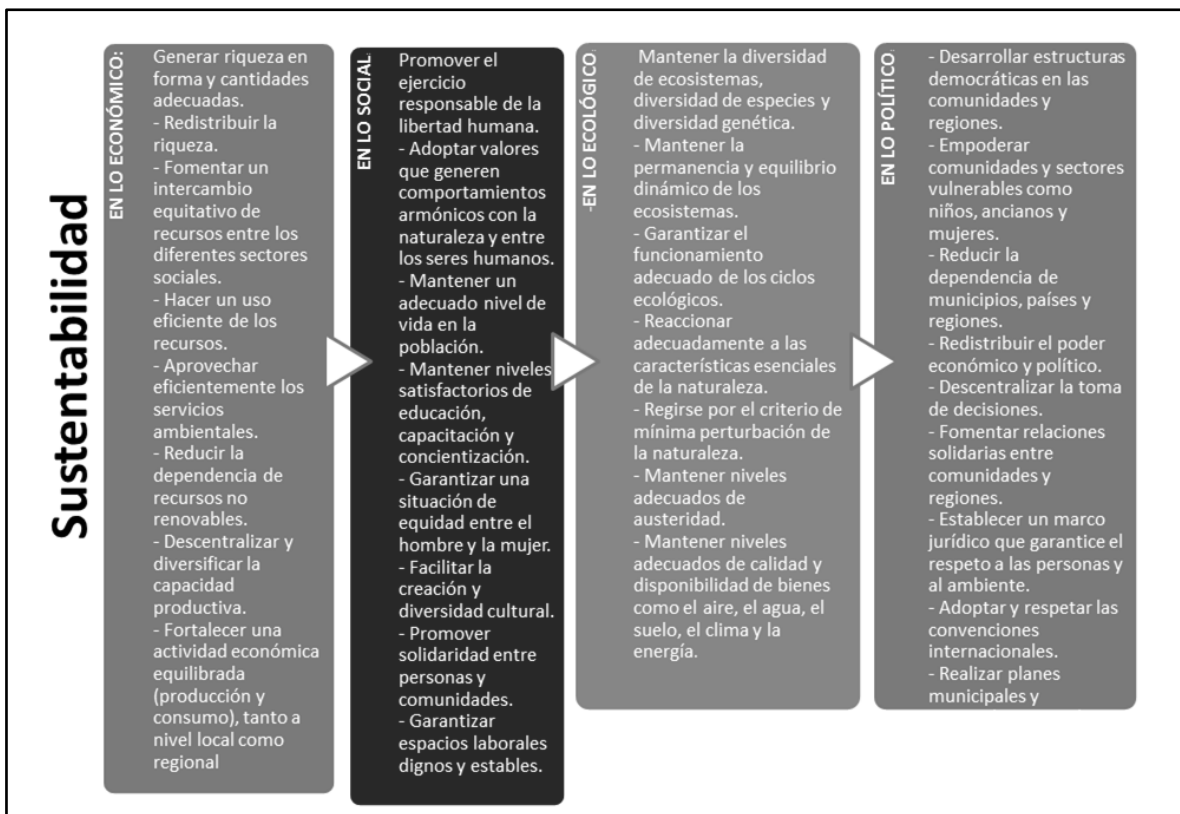 Sustentabilidad
EN LO ECONÓMICO:
Generar riqueza en
forma y cantidades
adecuadas.
- Redistribuir la
riqueza.
- Fomentar un
intercambio
equitativo de
recursos entre los
diferentes sectores
sociales.
- Hacer un uso
eficiente de los
recursos.
- Aprovechar
eficientemente los
servicios
ambientales.
- Reducir la
dependencia de
recursos no
renovables.
- Descentralizar y
diversificar la
capacidad
productiva.
- Fortalecer una
actividad económica
equilibrada
(producción y
consumo), tanto a
nivel local como
regional
EN LO SOCIAL:
Promover el
ejercicio
responsable de la
libertad humana.
- Adoptar valores
que generen
comportamientos
armónicos con la
naturaleza y entre
los seres humanos.
- Mantener un
adecuado nivel de
vida en la
población.
- Mantener niveles
satisfactorios de
educación,
capacitación y
concientización.
- Garantizar una
situación de
equidad entre el
hombre y la mujer.
- Facilitar la
creación y
diversidad cultural.
- Promover
solidaridad entre
personas y
comunidades.
- Garantizar
espacios laborales
dignos y estables.
-EN LO ECOLÓGICO:
Mantener la diversidad
de ecosistemas,
diversidad de especies y
diversidad genética.
- Mantener la
permanencia y equilibrio
dinámico de los
ecosistemas.
- Garantizar el
funcionamiento
adecuado de los ciclos
ecológicos.
- Reaccionar
adecuadamente a las
características esenciales
de la naturaleza.
- Regirse por el criterio de
mínima perturbación de
la naturaleza.
- Mantener niveles
adecuados de
austeridad.
- Mantener niveles
adecuados de calidad y
disponibilidad de bienes
como el aire, el agua, el
suelo, el clima y la
energía.
EN LO POLÍTICO:
- Desarrollar estructuras
democráticas en las
comunidades y
regiones.
- Empoderar
comunidades y sectores
vulnerables como
niños, ancianos y
mujeres.
- Reducir la
dependencia de
municipios, países y
regiones.
- Redistribuir el poder
económico y político.
- Descentralizar la toma
de decisiones.
- Fomentar relaciones
solidarias entre
comunidades y
regiones.
- Establecer un marco
jurídico que garantice el
respeto a las personas y
al ambiente.
- Adoptar y respetar las
convenciones
internacionales.
- Realizar planes
municipales y